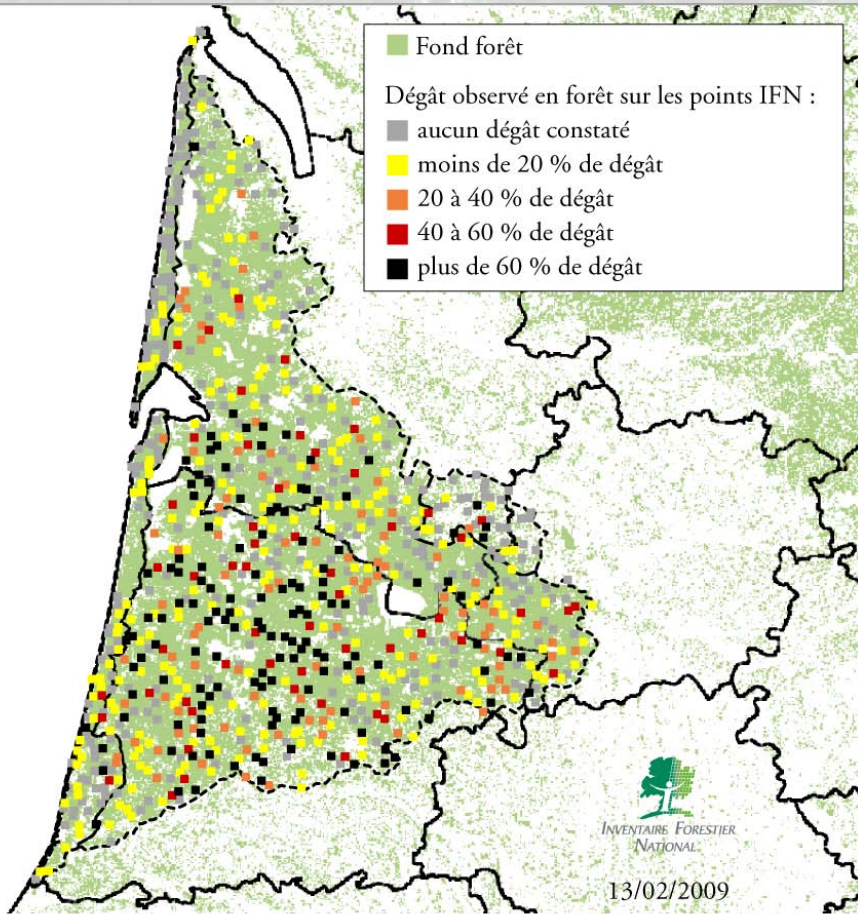 Fond forêt
Dégât observé en forêt sur les points IFN :
aucun dégât constaté
moins de 20 % de dégât
20 à 40 % de dégât
40 à 60 % de dégât
plus de 60 % de dégât
INVENTAIRE FORESTIER
NATIONAL
13/02/2009